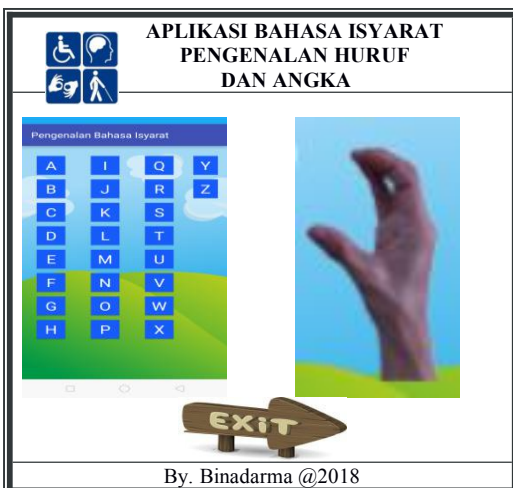 APLIKASI BAHASA ISYARAT
PENGENALAN HURUF
DAN ANGKA
Pengenalan Bahasa Isyarat
A I Q Y
B J R Z
C K S
D L T
E M U
F N V
G O W
H P X
EXiT
By. Binadarma @2018